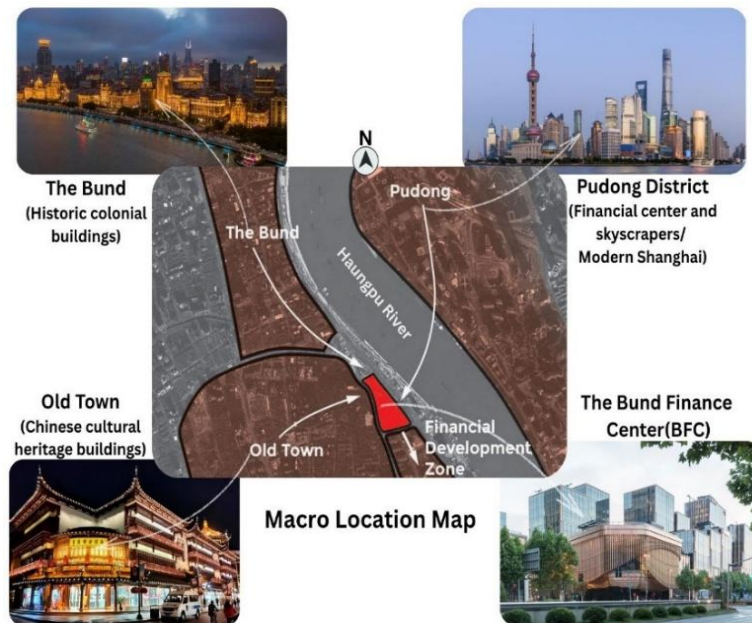 N
The Bund
(Historic colonial
buildings)
Pudong District
(Financial center and
skyscrapers/
Modern Shanghai)
Pudong
The Bund
Haungpu River
Old Town
(Chinese cultural
heritage buildings)
The Bund Finance
Center(BFC)
Old Town
Financial
Development
Zone
Macro Location Map